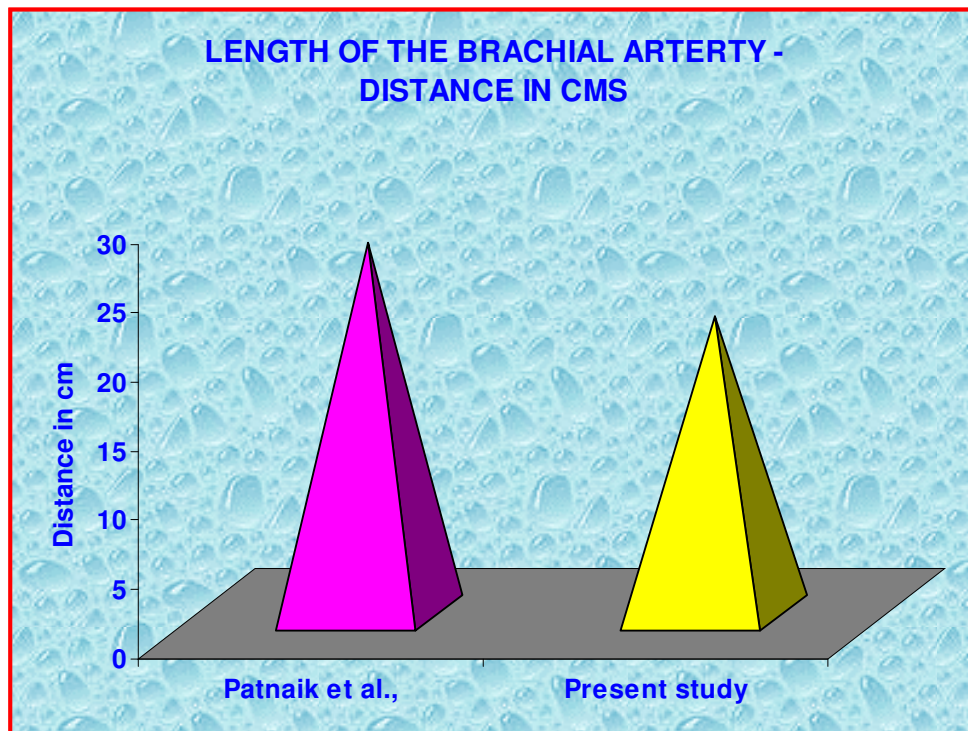 LENGTH OF THE BRACHIAL ARTERTY -
DISTANCE IN CMS
Distance in cm
30
25
20
15
10
5
0
Patnaik et al.,
Present study